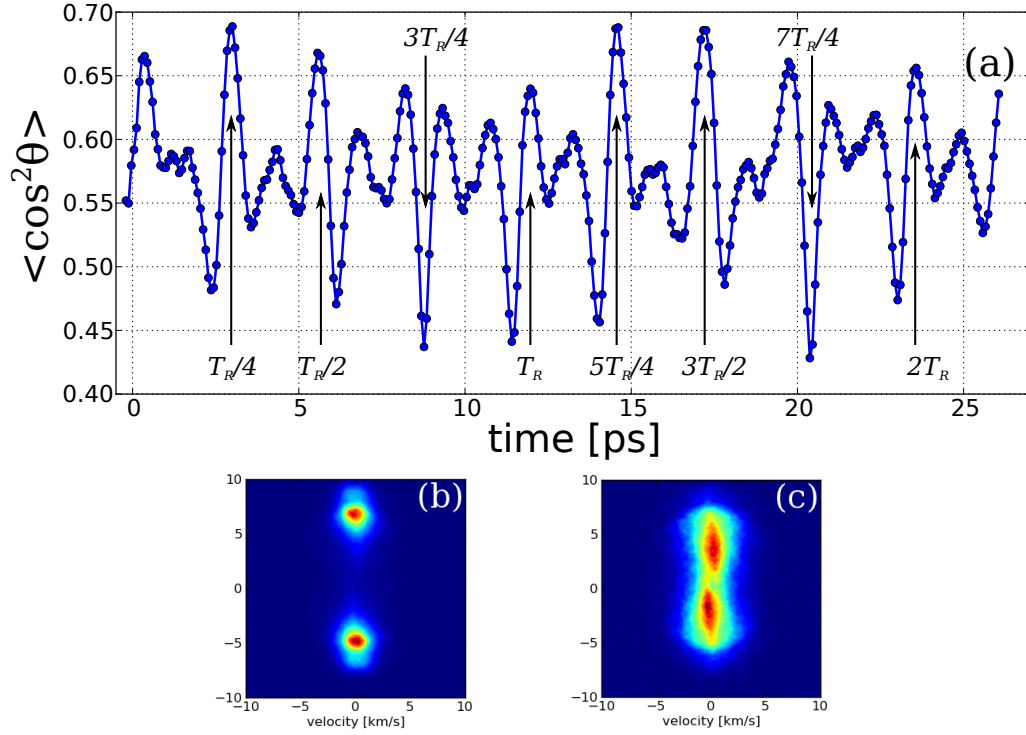 <cos²θ>
0.70
0.65
0.60
0.55
0.50
0.45
0.40
3T_R/4
7T_R/4
(a)
T_R/4
T_R/2
T_R
5T_R/4
3T_R/2
2T_R
0
5
10
15
20
25
time [ps]
10
5
0
−5
−10
(b)
−10
−5
0
5
10
velocity [km/s]
10
5
0
−5
−10
(c)
−10
−5
0
5
10
velocity [km/s]